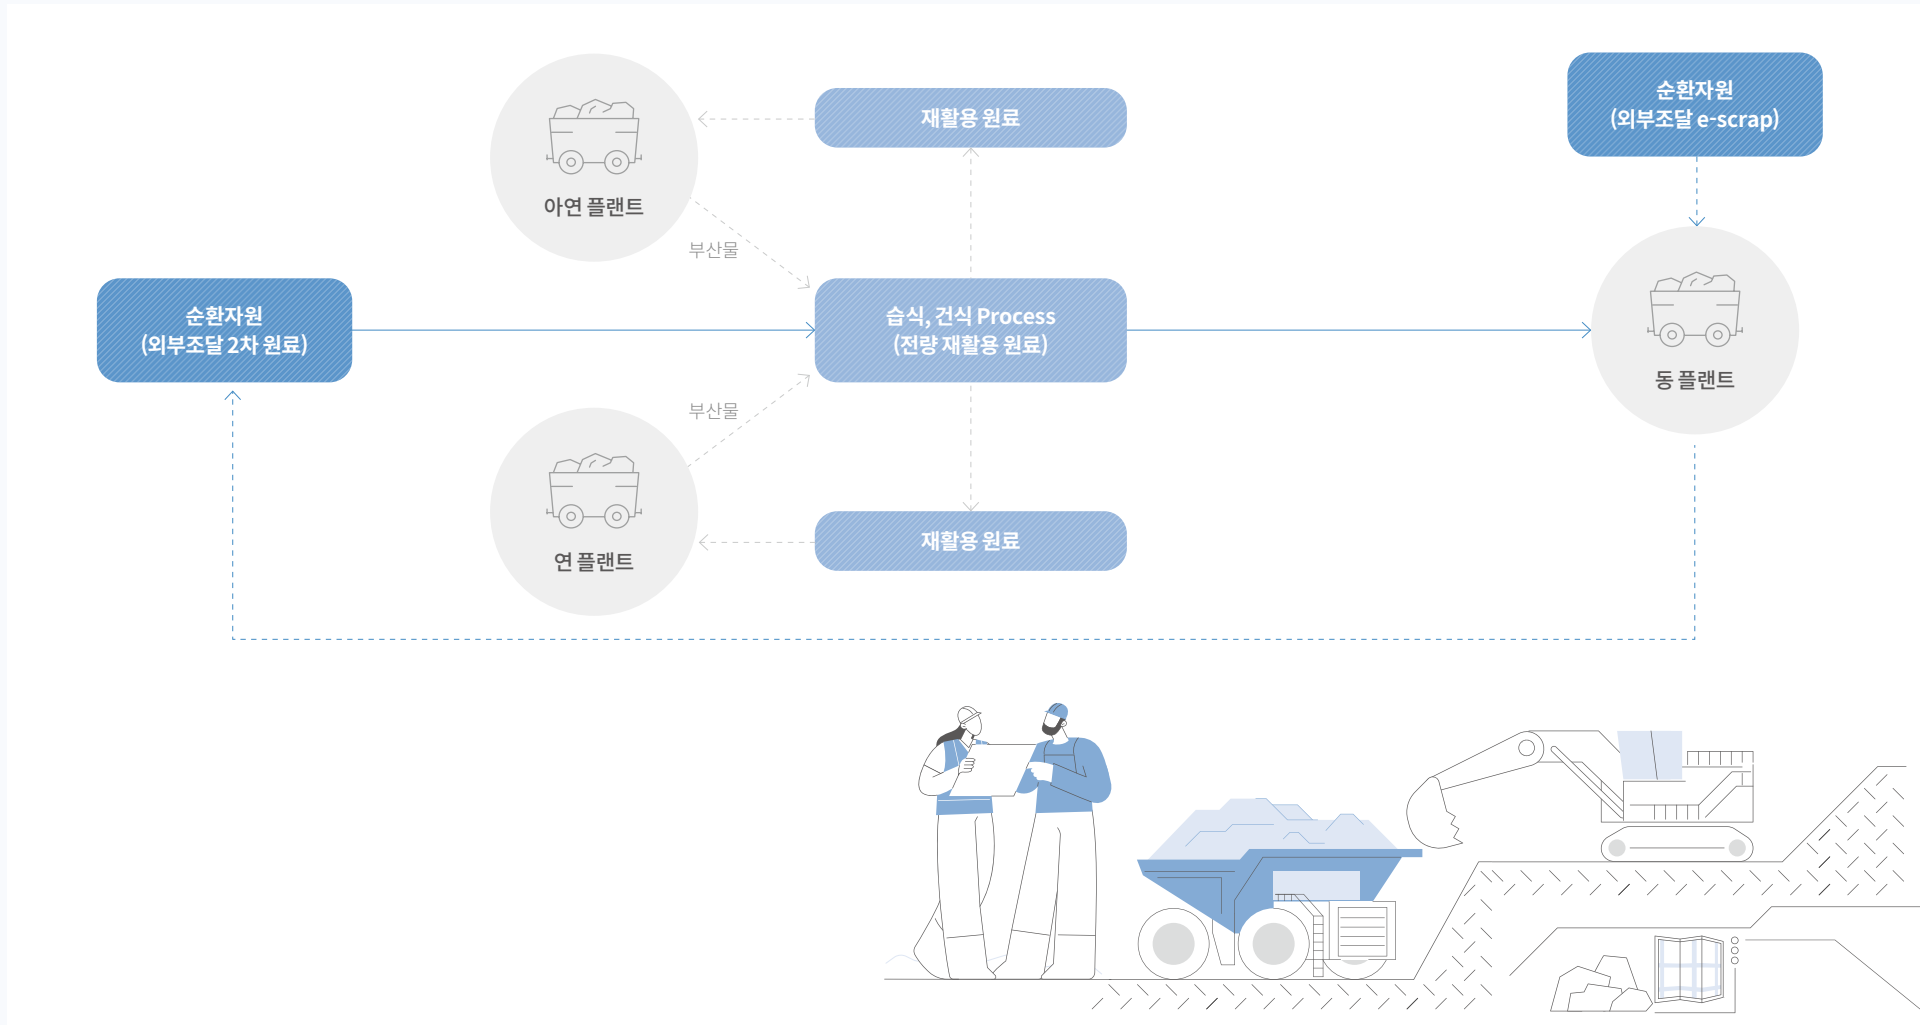 순환자원
(외부조달 e-scrap)
재활용 원료
아연 플랜트
부산물
순환자원
(외부조달 2차 원료)
습식, 건식 Process
(전량 재활용 원료)
동 플랜트
부산물
재활용 원료
연 플랜트